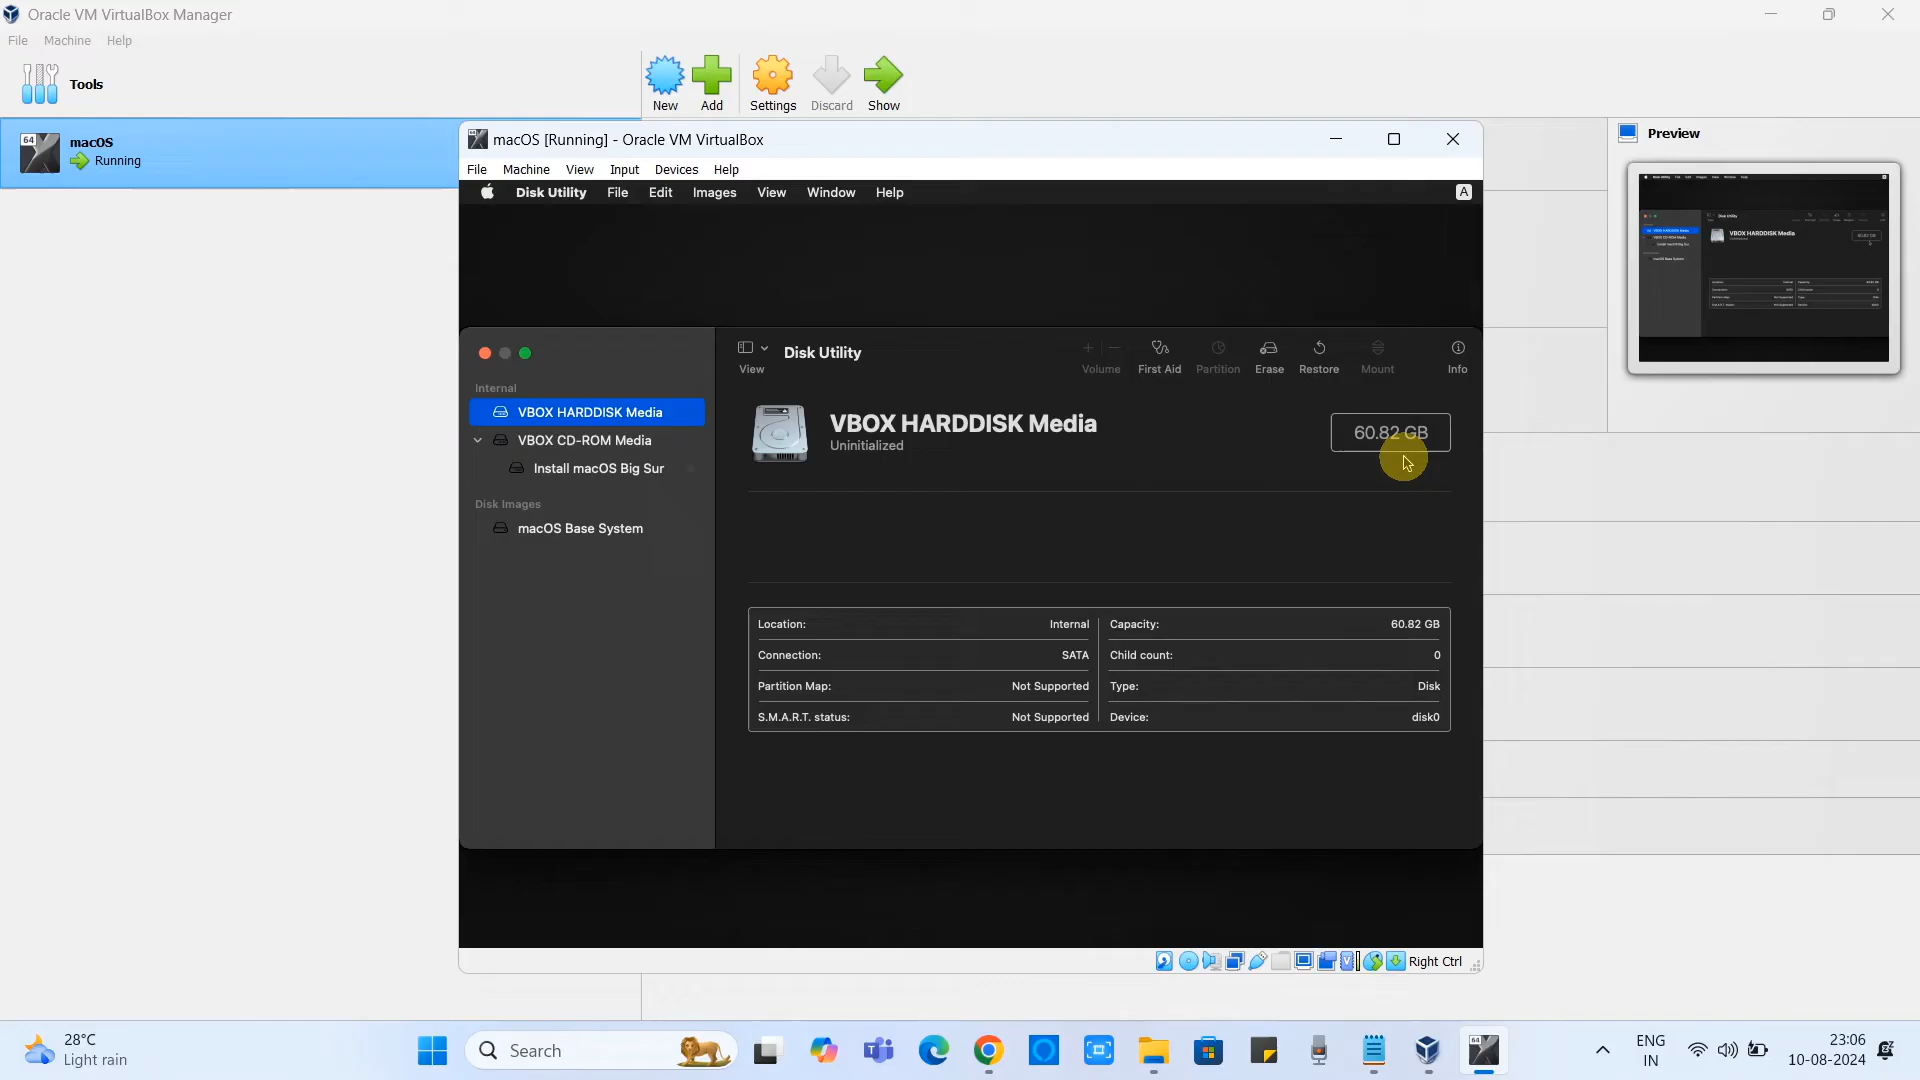 Oracle VM VirtualBox Manager
File Machine Help
Tools
New Add Settings Discard Show
64 macOS
Running
macOS [Running] - Oracle VM VirtualBox
File Machine View Input Devices Help
Disk Utility File Edit Images View Window Help A
Preview
Disk Utility
View
Volume First Aid Partition Erase Restore Mount Info
Internal
VBOX HARDDISK Media
VBOX CD-ROM Media
Install macOS Big Sur
Disk Images
macOS Base System
VBOX HARDDISK Media
Uninitialized
60.82 GB
Location: Internal
Capacity: 60.82 GB
Connection: SATA
Child count: 0
Partition Map: Not Supported
Type: Disk
S.M.A.R.T. status: Not Supported
Device: disk0
Right Ctrl
28°C
Light rain
Search
ENG
IN
23:06
10-08-2024